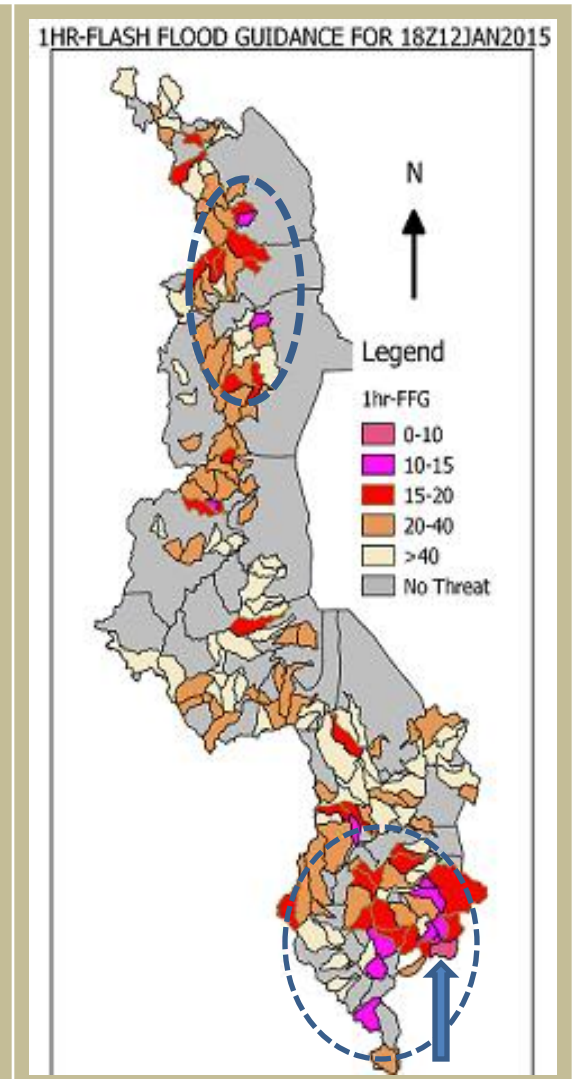 1HR-FLASH FLOOD GUIDANCE FOR 18Z12JAN2015
N
Legend
1hr-FFG
0-10
10-15
15-20
20-40
>40
No Threat